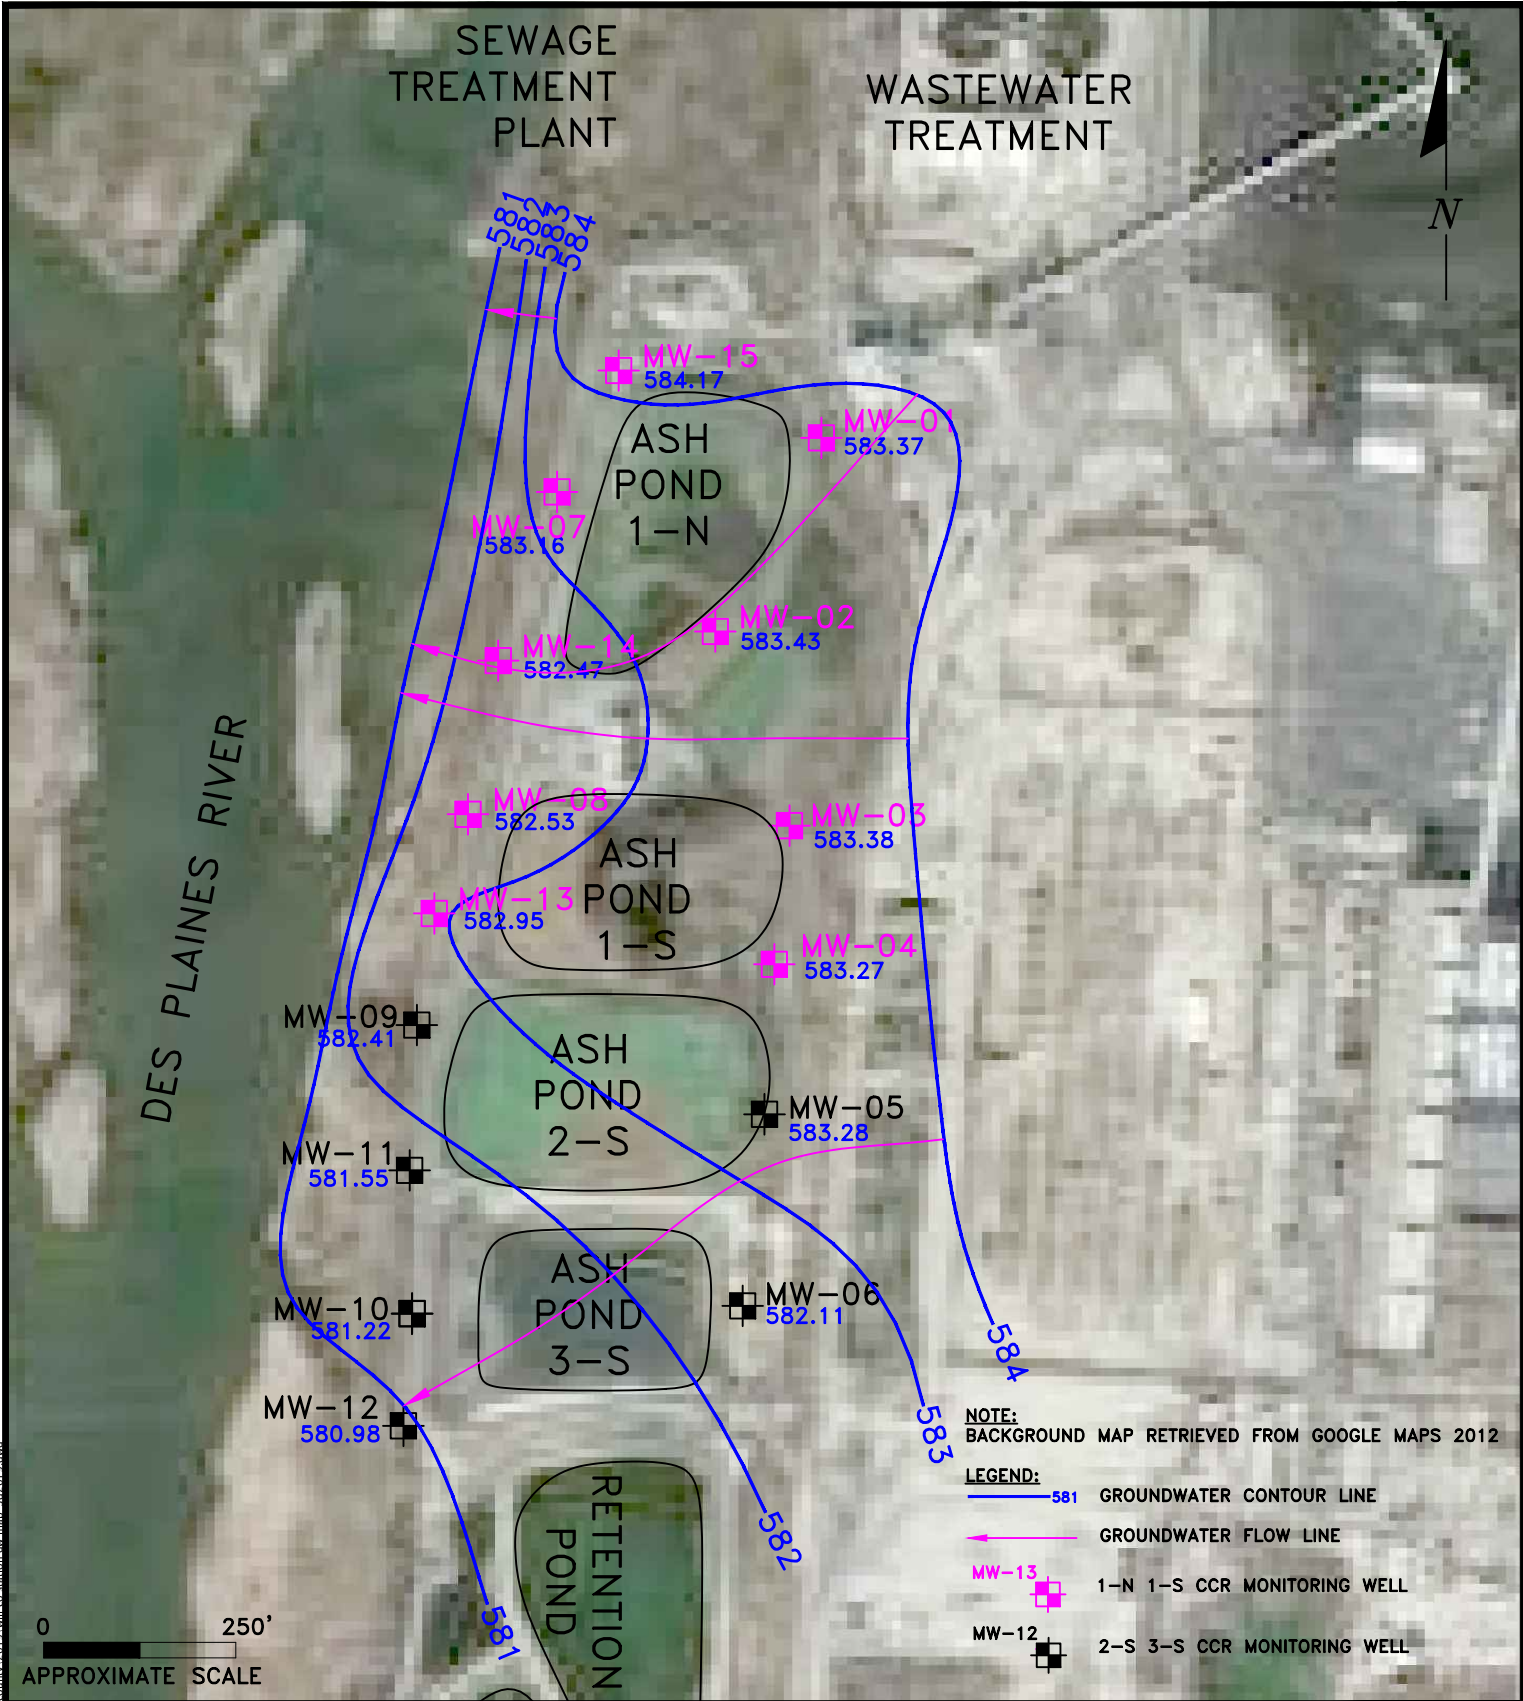 SEWAGE
TREATMENT
PLANT
WASTEWATER
TREATMENT
N
581
582
583
584
MW-15
584.17
MW-01
583.37
ASH
POND
1-N
MW-07
583.16
MW-02
583.43
MW-14
582.47
DES PLAINES RIVER
MW-08
582.53
MW-03
583.38
ASH
POND
1-S
MW-13
582.95
MW-04
583.27
MW-09
582.41
ASH
POND
2-S
MW-05
583.28
MW-11
581.55
ASH
POND
3-S
MW-06
582.11
MW-10
581.22
MW-12
580.98
584
583
582
581
RETENTION
POND
NOTE:
BACKGROUND MAP RETRIEVED FROM GOOGLE MAPS 2012
LEGEND:
581 GROUNDWATER CONTOUR LINE
GROUNDWATER FLOW LINE
MW-13 1-N 1-S CCR MONITORING WELL
MW-12 2-S 3-S CCR MONITORING WELL
0 250'
APPROXIMATE SCALE